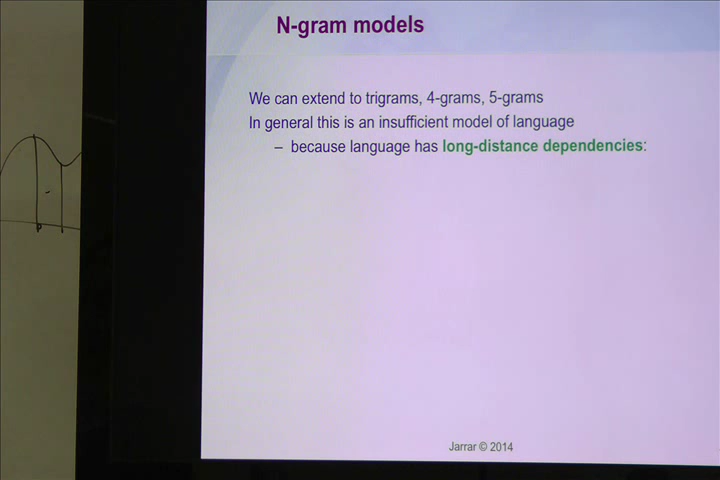 N-gram models
We can extend to trigrams, 4-grams, 5-grams
In general this is an insufficient model of language
– because language has long-distance dependencies:
Jarrar © 2014